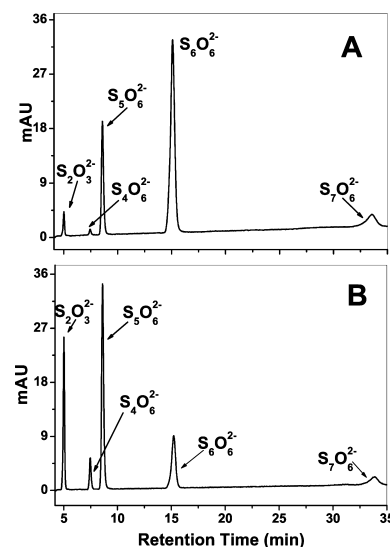 36
A
S₆O₆²⁻
27
mAU
S₅O₆²⁻
18
S₂O₃²⁻
9
S₄O₆²⁻
S₇O₆²⁻
0
36
B
S₂O₃²⁻
S₅O₆²⁻
27
mAU
18
S₄O₆²⁻
9
S₆O₆²⁻
S₇O₆²⁻
0
5 10 15 20 25 30 35
Retention Time (min)